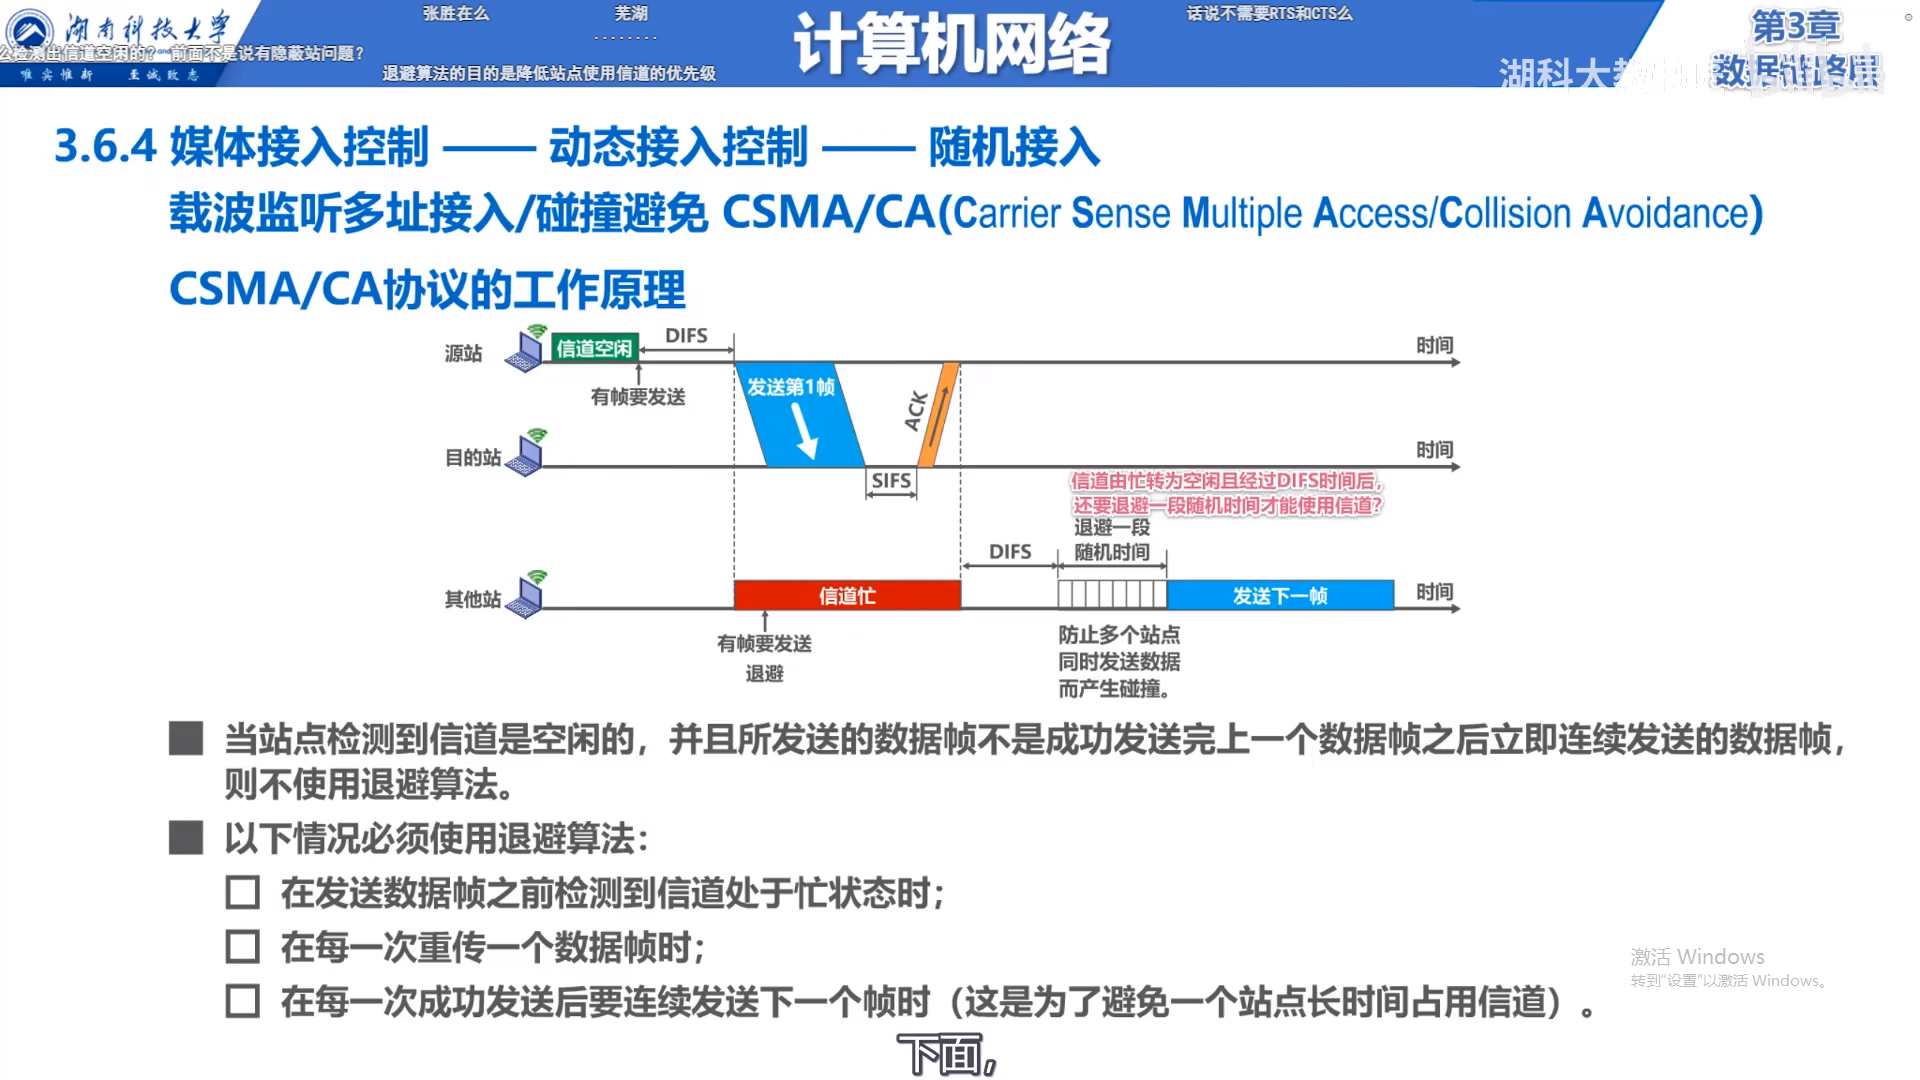 张胜在么
芜湖
话说不需要RTS和CTS么
湖南科技大学
么检测出信道空闲的？ 前面不是说有隐蔽站问题？
唯实惟新 至诚致志
········
退避算法的目的是降低站点使用信道的优先级
计算机网络
第3章
数据链路层
湖科大教
3.6.4 媒体接入控制 —— 动态接入控制 —— 随机接入
载波监听多址接入/碰撞避免 CSMA/CA(Carrier Sense Multiple Access/Collision Avoidance)
CSMA/CA协议的工作原理
源站
信道空闲
DIFS
时间
有帧要发送
发送第1帧
ACK
目的站
时间
SIFS
信道由忙转为空闲且经过DIFS时间后，
还要退避一段随机时间才能使用信道？
退避一段
随机时间
DIFS
其他站
信道忙
发送下一帧
时间
有帧要发送
退避
防止多个站点
同时发送数据
而产生碰撞。
当站点检测到信道是空闲的，并且所发送的数据帧不是成功发送完上一个数据帧之后立即连续发送的数据帧，
则不使用退避算法。
以下情况必须使用退避算法：
在发送数据帧之前检测到信道处于忙状态时；
在每一次重传一个数据帧时；
在每一次成功发送后要连续发送下一个帧时（这是为了避免一个站点长时间占用信道）。
激活 Windows
转到“设置”以激活 Windows。
下面，